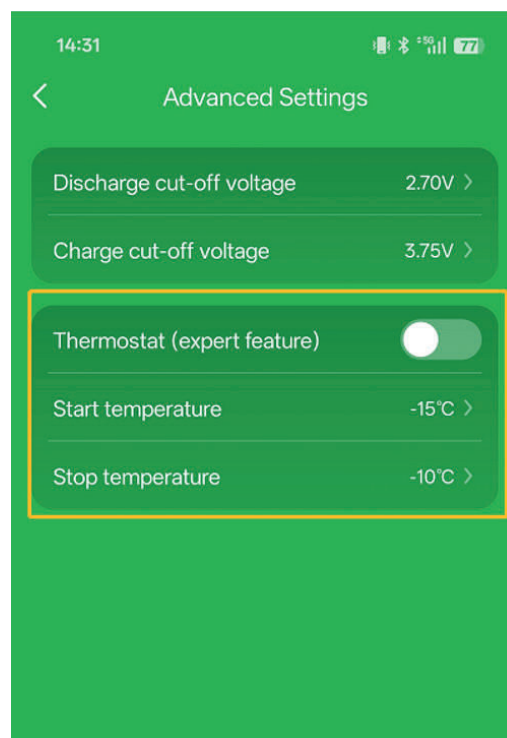 14:31 5G 77
Advanced Settings
Discharge cut-off voltage 2.70V
Charge cut-off voltage 3.75V
Thermostat (expert feature)
Start temperature -15℃
Stop temperature -10℃